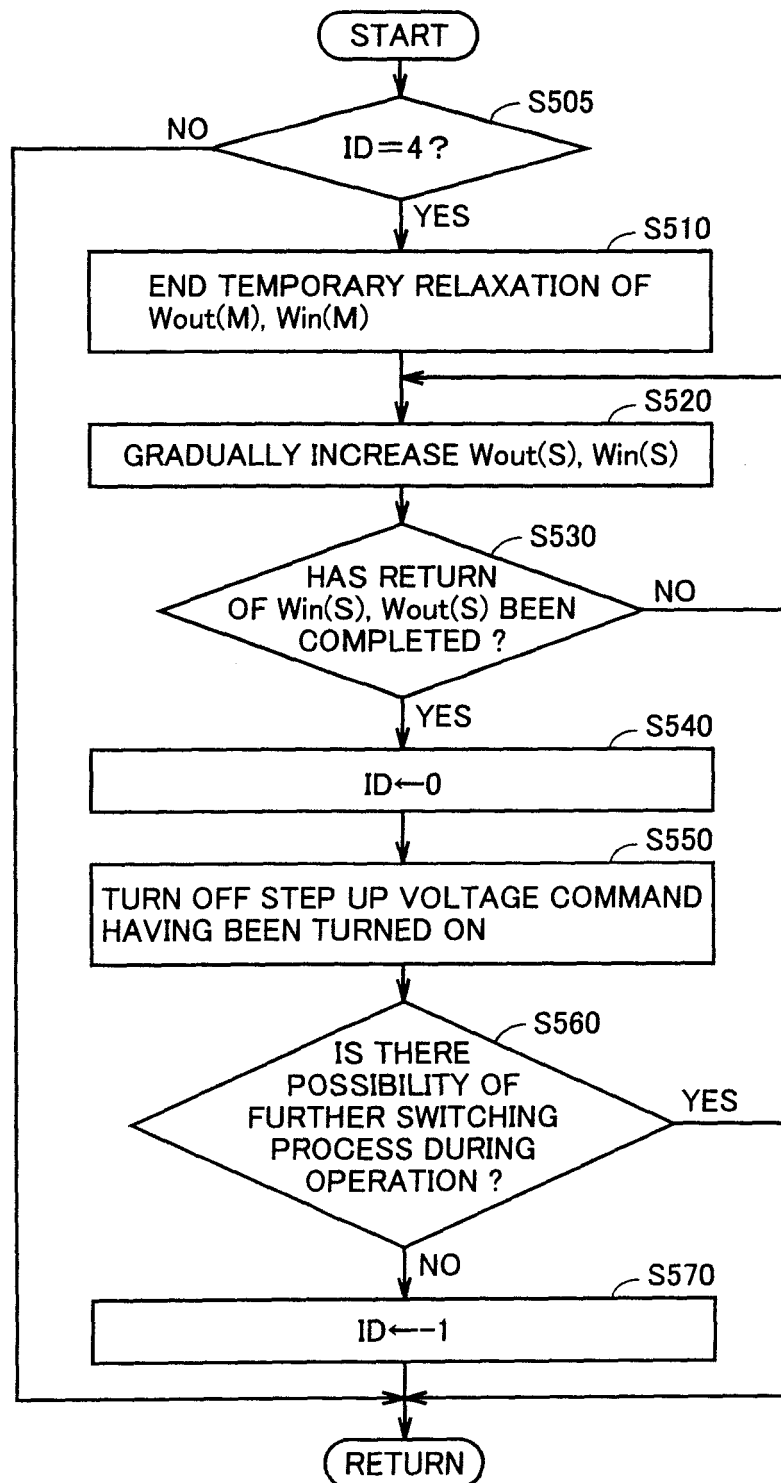 START
S505
NO
ID=4?
YES
S510
END TEMPORARY RELAXATION OF
Wout(M), Win(M)
S520
GRADUALLY INCREASE Wout(S), Win(S)
S530
HAS RETURN
OF Win(S), Wout(S) BEEN
COMPLETED ?
NO
YES
S540
ID←0
S550
TURN OFF STEP UP VOLTAGE COMMAND
HAVING BEEN TURNED ON
S560
IS THERE
POSSIBILITY OF
FURTHER SWITCHING
PROCESS DURING
OPERATION ?
YES
NO
S570
ID←-1
RETURN